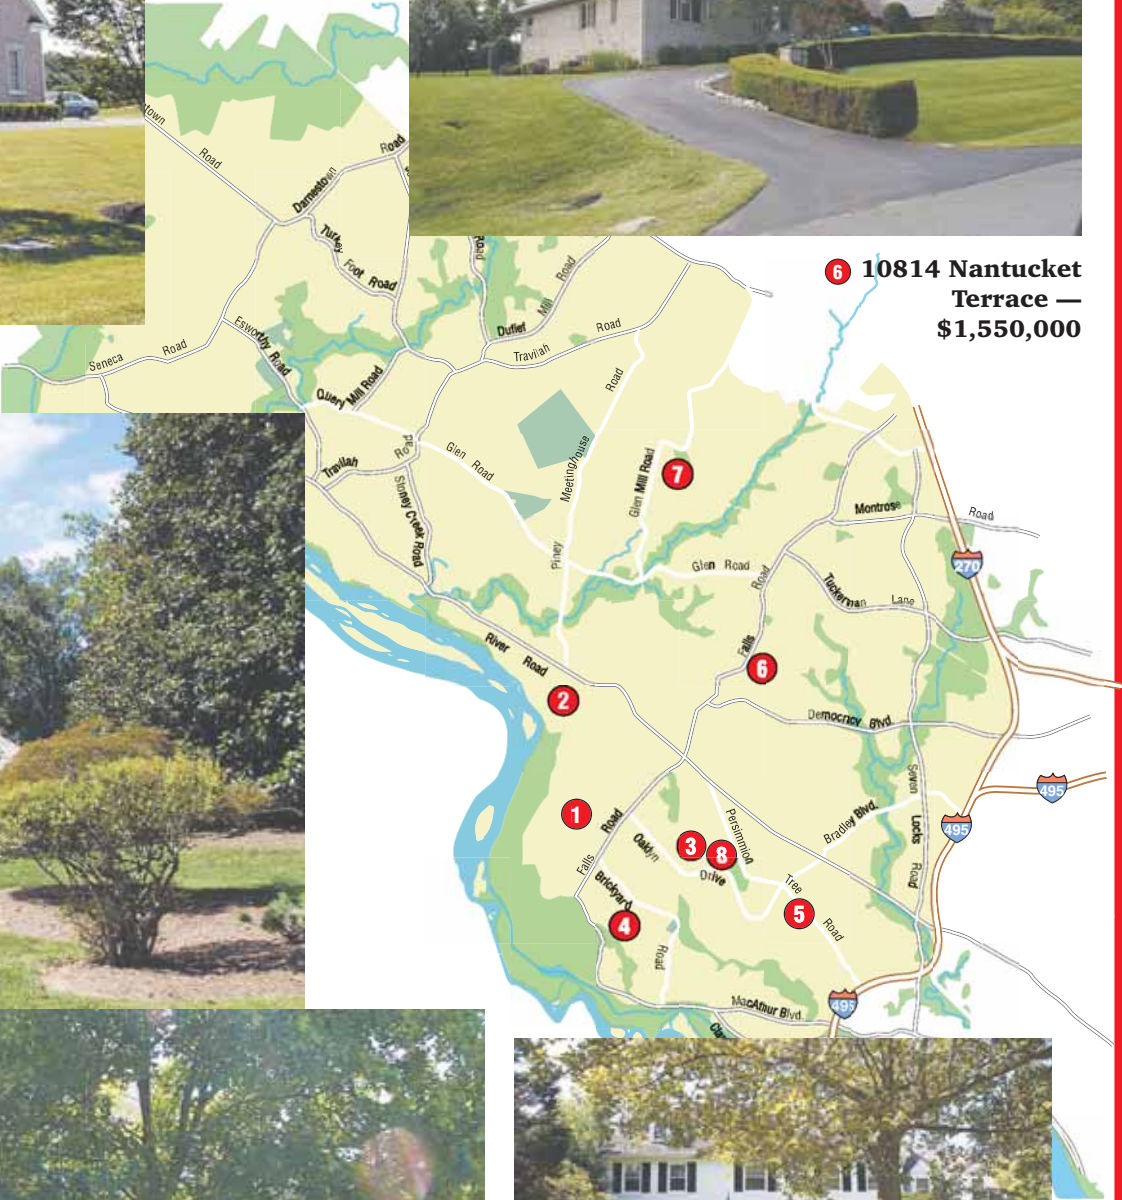 town
Road
Darnestown
Road
Turkey
Foot Road
Road
Mill
Dufief
Road
6 10814 Nantucket
Terrace —
$1,550,000
Esworthy Road
Seneca
Road
Travilah
Road
Query Mill Road
Road
Glen Road
Meetinghouse
Piney
Travilah
Stoney Creek Road
Glen Mill Road
7
Montrose
Road
270
Glen Road
Road
Tuckerman
Lane
Falls
6
River Road
2
Democracy Blvd.
495
Seven
Locks
Road
495
1
Road
Falls
Persimmon
Tree
Road
Bradley Blvd.
Oaklyn
Drive
3
8
Brickyard
Road
4
5
495
MacArthur Blvd.